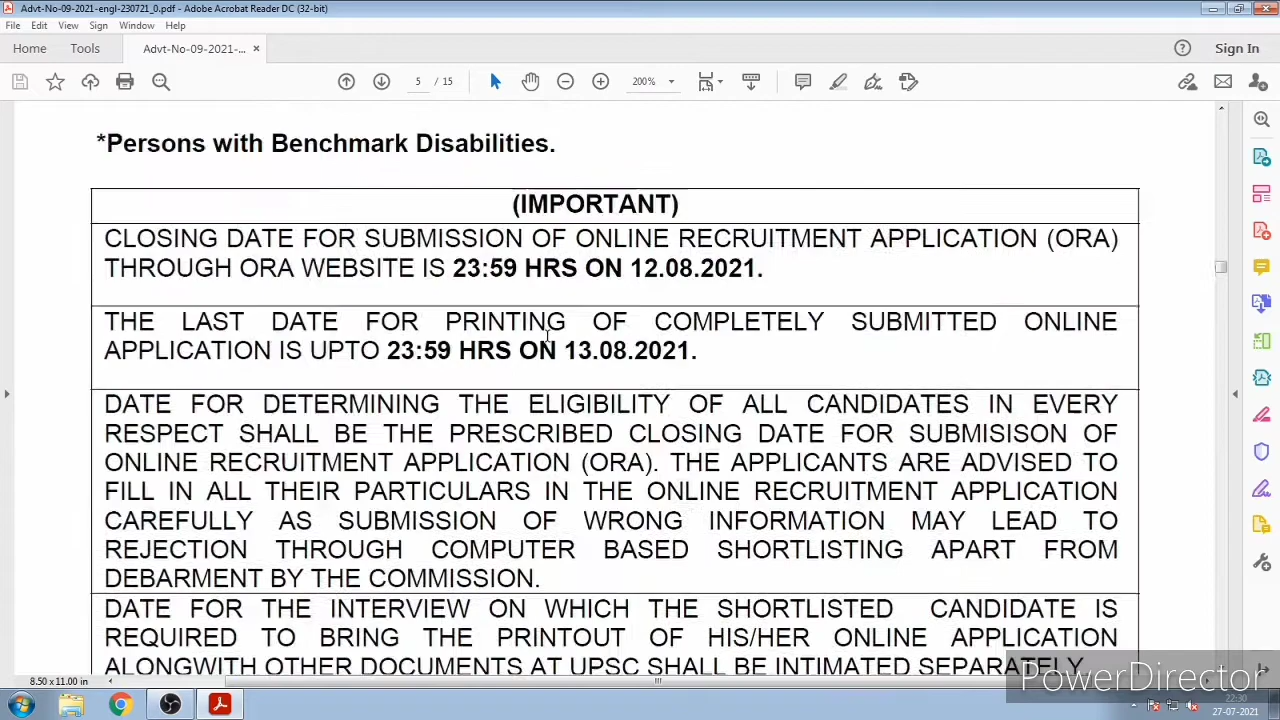 Advt-No-09-2021-engl-230721_0.pdf - Adobe Acrobat Reader DC (32-bit)
File Edit View Sign Window Help
Home Tools Advt-No-09-2021-... × Sign In
5 / 15 200%
*Persons with Benchmark Disabilities.
(IMPORTANT)
CLOSING DATE FOR SUBMISSION OF ONLINE RECRUITMENT APPLICATION (ORA)
THROUGH ORA WEBSITE IS 23:59 HRS ON 12.08.2021.
THE LAST DATE FOR PRINTING OF COMPLETELY SUBMITTED ONLINE
APPLICATION IS UPTO 23:59 HRS ON 13.08.2021.
DATE FOR DETERMINING THE ELIGIBILITY OF ALL CANDIDATES IN EVERY
RESPECT SHALL BE THE PRESCRIBED CLOSING DATE FOR SUBMISISON OF
ONLINE RECRUITMENT APPLICATION (ORA). THE APPLICANTS ARE ADVISED TO
FILL IN ALL THEIR PARTICULARS IN THE ONLINE RECRUITMENT APPLICATION
CAREFULLY AS SUBMISSION OF WRONG INFORMATION MAY LEAD TO
REJECTION THROUGH COMPUTER BASED SHORTLISTING APART FROM
DEBARMENT BY THE COMMISSION.
DATE FOR THE INTERVIEW ON WHICH THE SHORTLISTED CANDIDATE IS
REQUIRED TO BRING THE PRINTOUT OF HIS/HER ONLINE APPLICATION
ALONGWITH OTHER DOCUMENTS AT UPSC SHALL BE INTIMATED SEPARATELY.
8.50 x 11.00 in
PowerDirector
22:30
27-07-2021